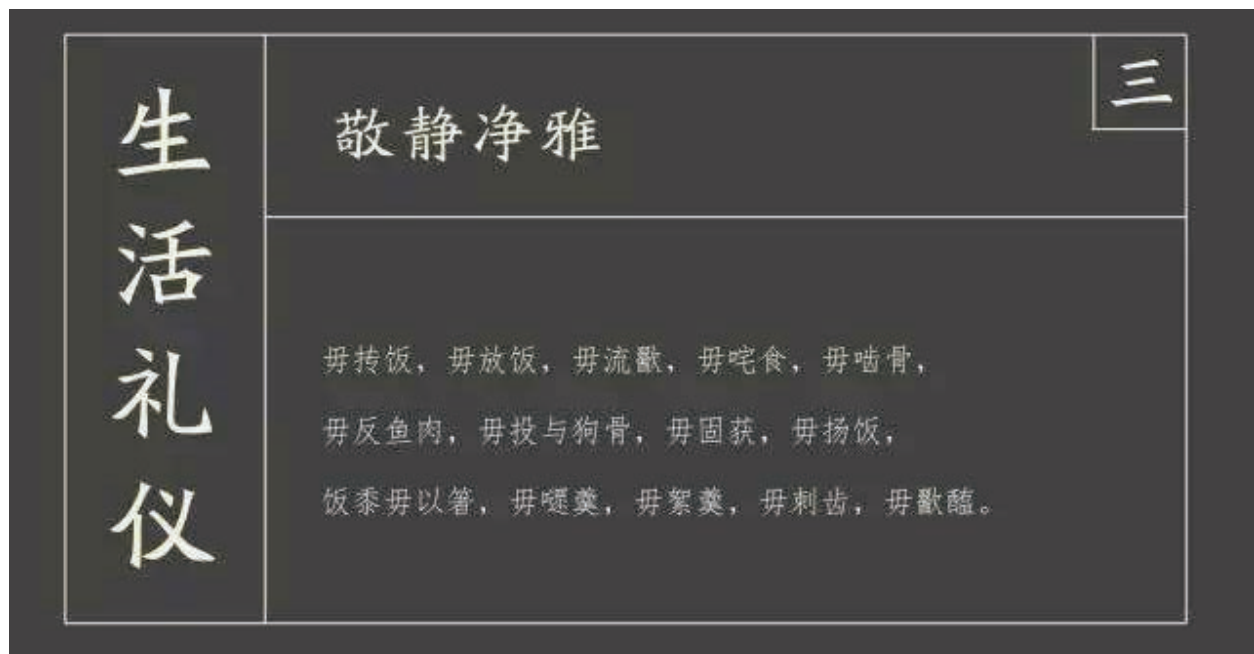 生活礼仪
敬静净雅
三
毋抟饭，毋放饭，毋流歠，毋咤食，毋啮骨，
毋反鱼肉，毋投与狗骨，毋固获，毋扬饭，
饭黍毋以箸，毋嚃羹，毋絮羹，毋刺齿，毋歠醢。